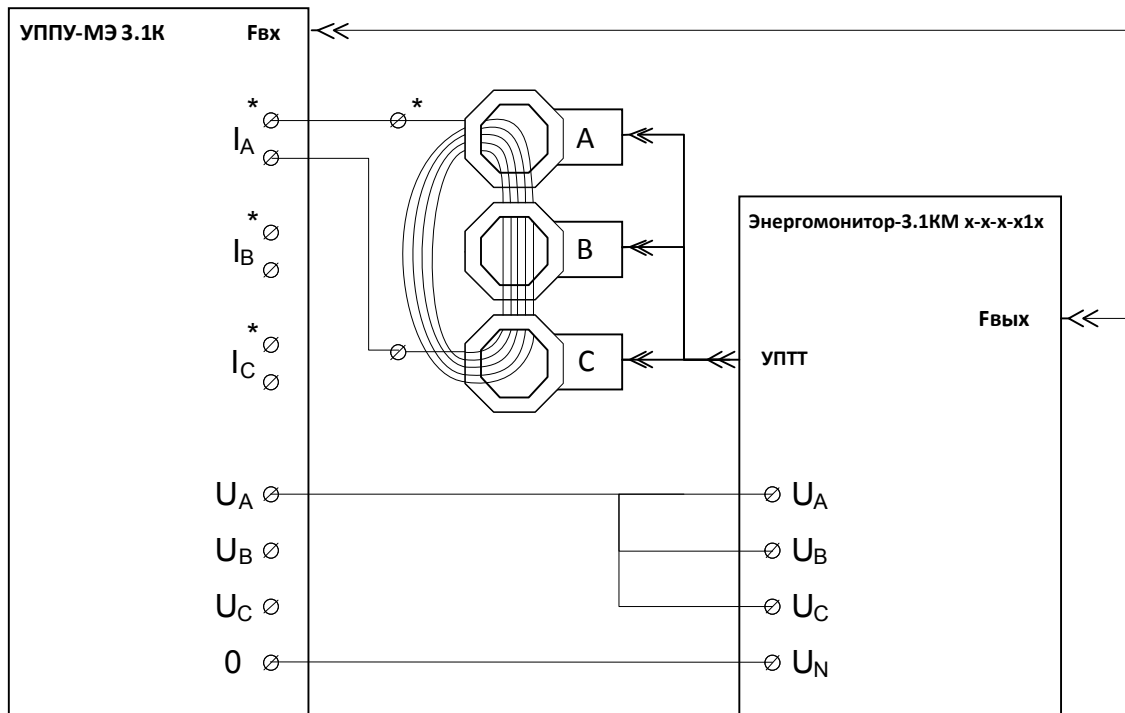 УППУ-МЭ 3.1К Fвх
* *
IA
A
*
IB
B
Энергомонитор-3.1КМ х-х-х-х1х
Fвых
*
IC
C
УПТТ
UA UA
UB UB
UC UC
0 UN